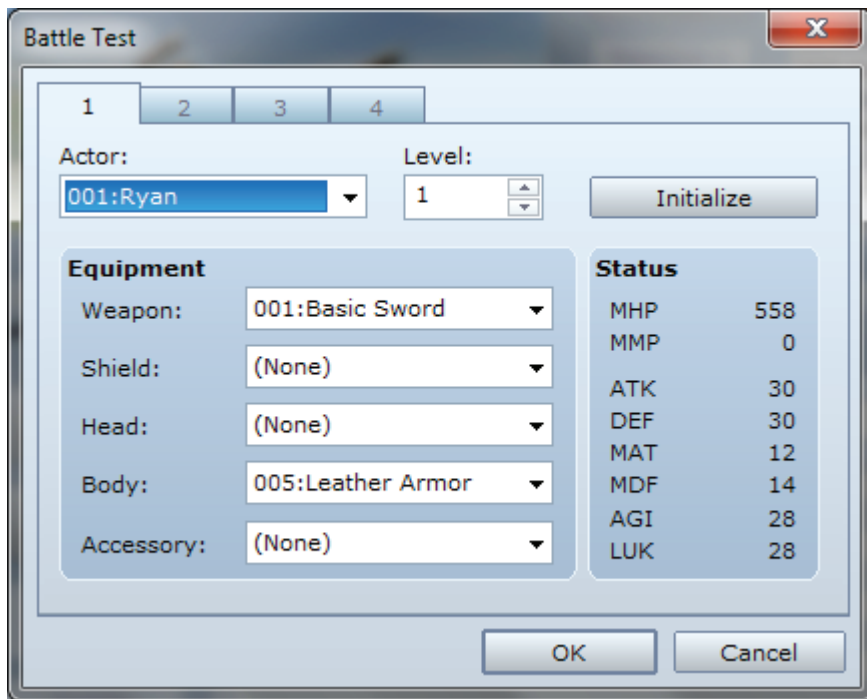 Battle Test
1 2 3 4
Actor: Level:
001:Ryan 1 Initialize
Equipment
Weapon: 001:Basic Sword
Shield: (None)
Head: (None)
Body: 005:Leather Armor
Accessory: (None)
Status
MHP 558
MMP 0
ATK 30
DEF 30
MAT 12
MDF 14
AGI 28
LUK 28
OK Cancel